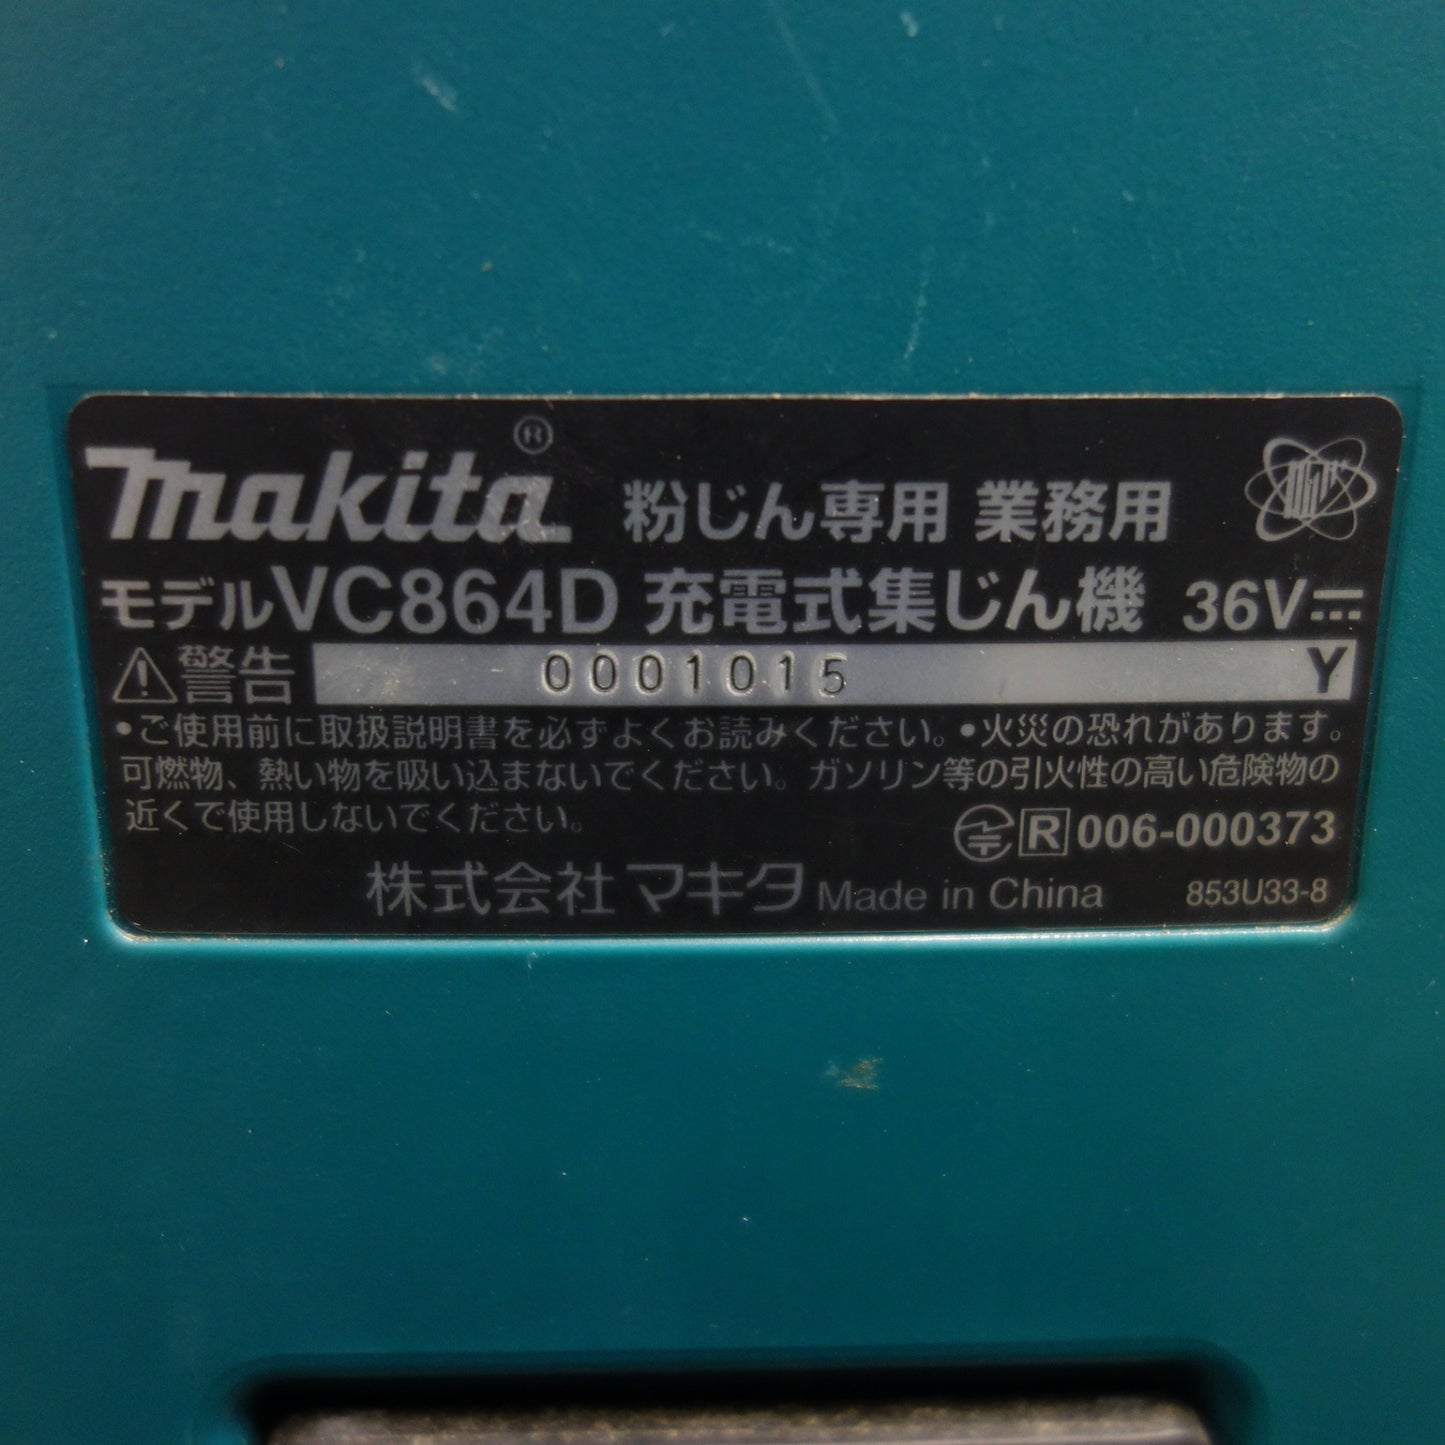 makita® 粉じん専用 業務用
モデルVC864D 充電式集じん機 36V⎓
⚠警告 0001015 Y
•ご使用前に取扱説明書を必ずよくお読みください。•火災の恐れがあります。
可燃物、熱い物を吸い込まないでください。ガソリン等の引火性の高い危険物の
近くで使用しないでください。
R 006-000373
株式会社マキタ Made in China 853U33-8